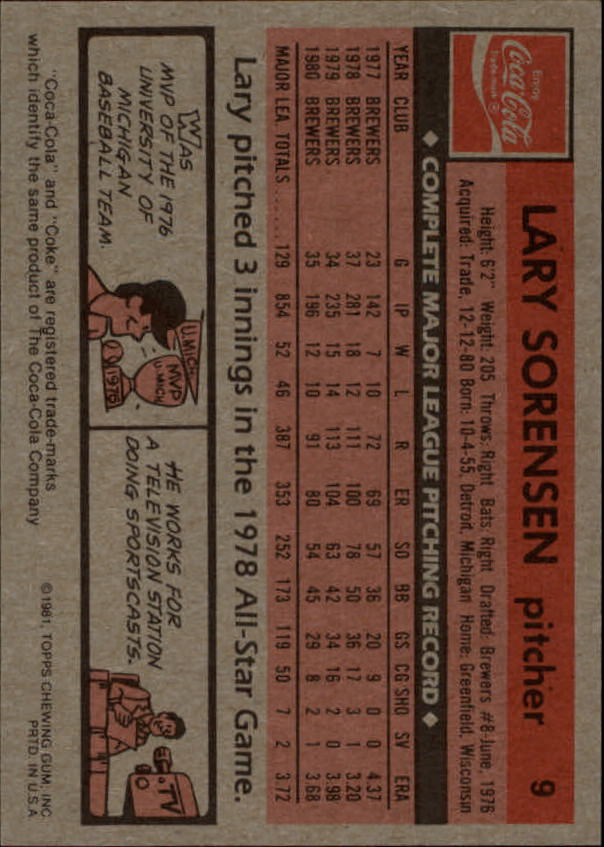 Enjoy
Coca-Cola
Trade-mark ®
LARY SORENSEN pitcher 9
Height: 6'2" Weight: 205 Throws: Right Bats: Right Drafted: Brewers #8-June, 1976
Acquired: Trade, 12-12-80 Born: 10-4-55, Detroit, Michigan Home: Greenfield, Wisconsin
◆ COMPLETE MAJOR LEAGUE PITCHING RECORD ◆
YEAR CLUB G IP W L R ER SO BB GS CG SHO SV ERA
1977 BREWERS 23 142 7 10 72 69 57 36 20 9 0 0 4.37
1978 BREWERS 37 281 18 12 111 100 78 50 36 17 3 1 3.20
1979 BREWERS 34 235 15 14 113 104 63 42 34 16 2 0 3.98
1980 BREWERS 35 196 12 10 91 80 54 45 29 8 2 1 3.68
MAJOR LEA. TOTALS ...... 129 854 52 46 387 353 252 173 119 50 7 2 3.72
Lary pitched 3 innings in the 1978 All-Star Game.
WAS
MVP OF THE 1976
UNIVERSITY OF
MICHIGAN
BASEBALL TEAM.
U. MICH
MVP
U-MICH
1976
HE WORKS FOR
A TELEVISION STATION
DOING SPORTSCASTS.
TV
"Coca-Cola" and "Coke" are registered trade-marks
which identify the same product of The Coca-Cola Company
©1981, TOPPS CHEWING GUM, INC.
PRTD. IN U.S.A